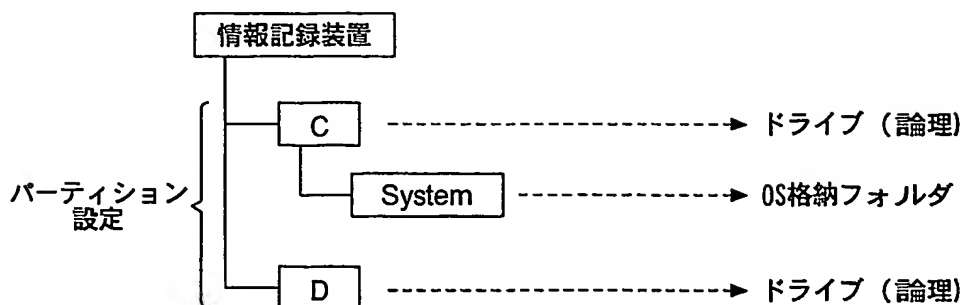 情報記録装置
C
ドライブ (論理)
パーティション
設定
System
OS格納フォルダ
D
ドライブ (論理)